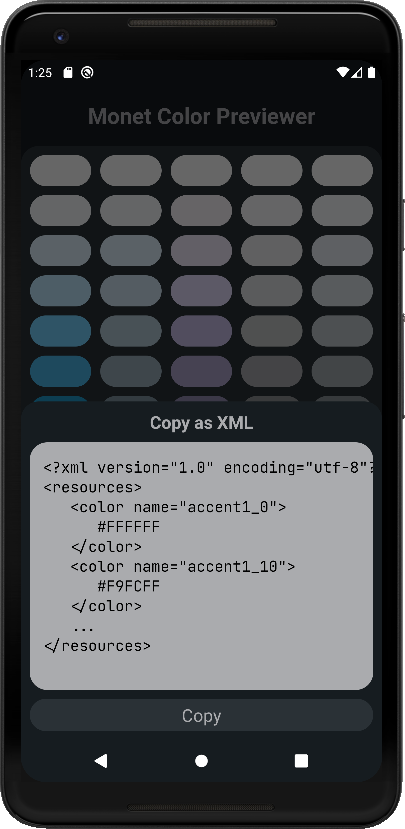 1:25
Monet Color Previewer
Copy as XML
<?xml version="1.0" encoding="utf-8"?
<resources>
<color name="accent1_0">
#FFFFFF
</color>
<color name="accent1_10">
#F9FCFF
</color>
...
</resources>
Copy